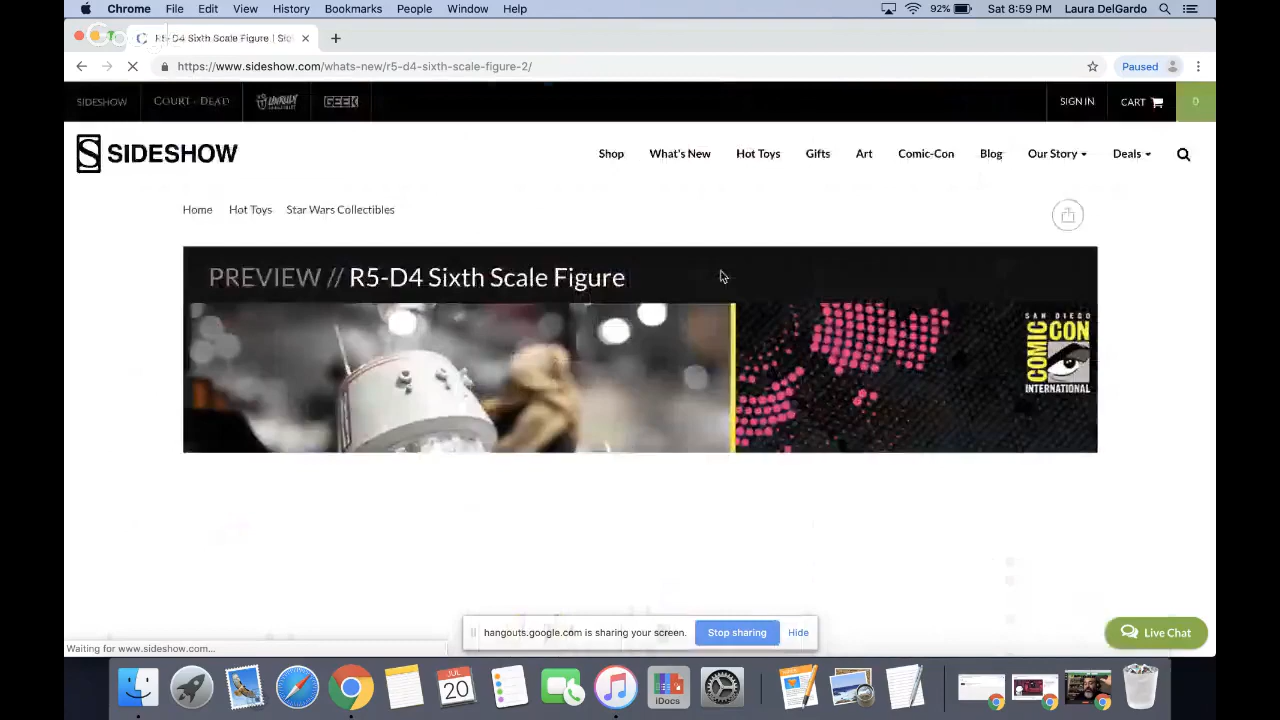 Chrome File Edit View History Bookmarks People Window Help 92% Sat 8:59 PM Laura DelGardo
Google
R5-D4 Sixth Scale Figure | Sid
https://www.sideshow.com/whats-new/r5-d4-sixth-scale-figure-2/ Paused
SIDESHOW COURT OF DEAD UNRULY GEEK SIGN IN CART 0
SIDESHOW Shop What's New Hot Toys Gifts Art Comic-Con Blog Our Story Deals
Home Hot Toys Star Wars Collectibles
PREVIEW // R5-D4 Sixth Scale Figure
SAN DIEGO
COMIC CON
INTERNATIONAL
hangouts.google.com is sharing your screen. Stop sharing Hide
Live Chat
Waiting for www.sideshow.com...
JUL
20
iDocs